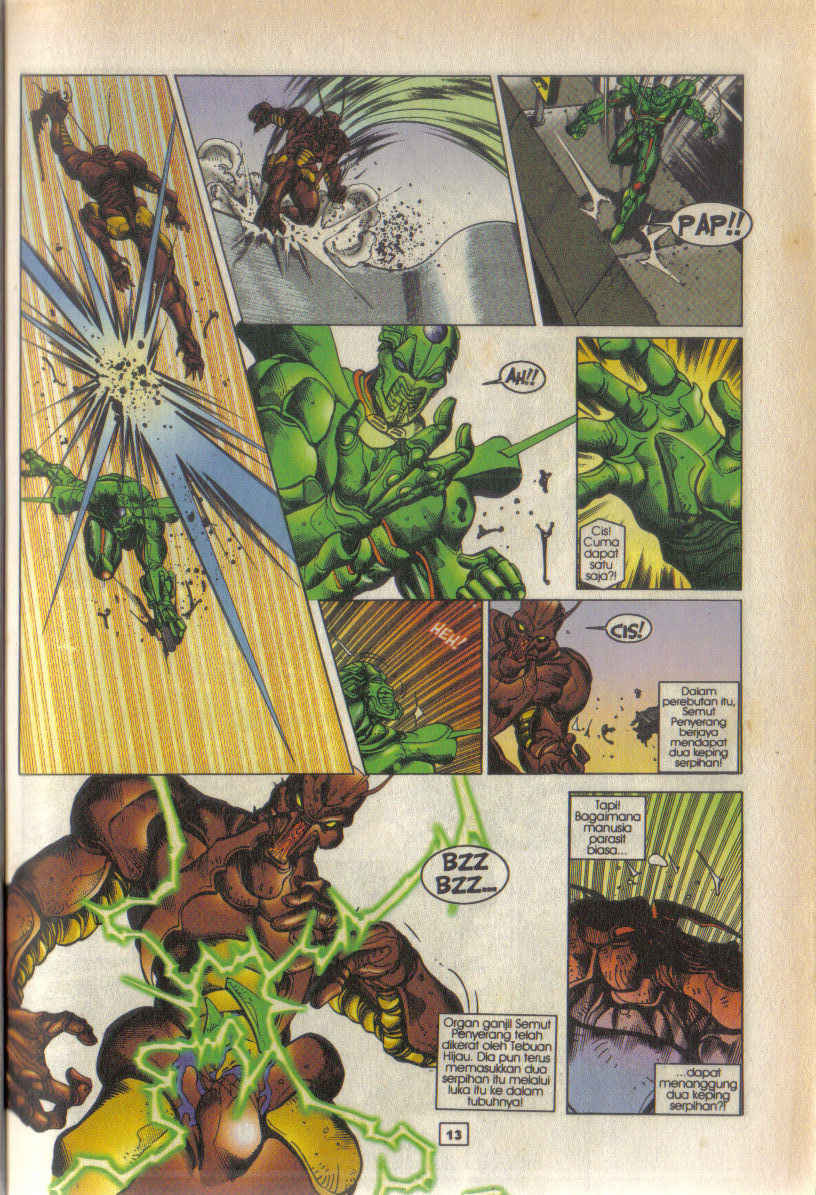 PAP!!
AH!!
Cis!
Cuma
dapat
satu
saja?!
HEH!
CIS!
Dalam
perebutan itu,
Semut
Penyerang
berjaya
mendapat
dua keping
serpihan!
BZZ
BZZ...
Organ ganjil Semut
Penyerang telah
dikerat oleh Tebuan
Hijau. Dia pun terus
memasukkan dua
serpihan itu melalui
luka itu ke dalam
tubuhnya!
Tapi!
Bagaimana
manusia
parasit
biasa...
...dapat
menanggung
dua keping
serpihan?!
13